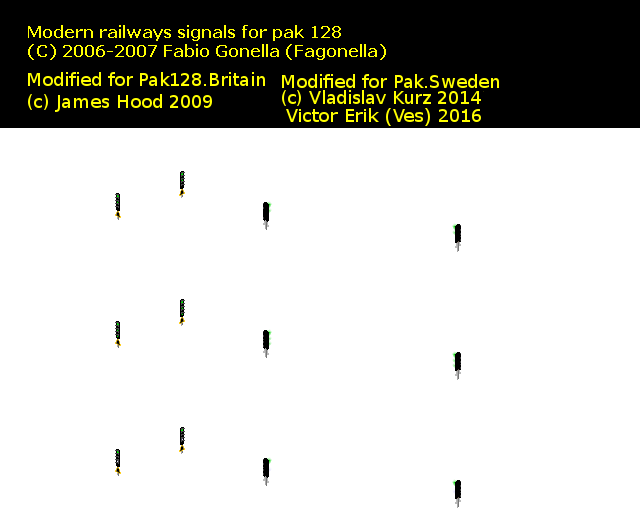 Modern railways signals for pak 128
(C) 2006-2007 Fabio Gonella (Fagonella)
Modified for Pak128.Britain
(c) James Hood 2009
Modified for Pak.Sweden
(c) Vladislav Kurz 2014
Victor Erik (Ves) 2016